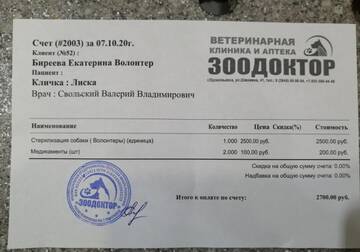 Счет (#2003) за 07.10.20г.
Клиент (№52) :
Биреева Екатерина Волонтер
Пациент :
Кличка : Лиска
Врач : Свольский Валерий Владимирович
ВЕТЕРИНАРНАЯ
КЛИНИКА И АПТЕКА
ЗООДОКТОР
Наименование Количество Цена Скидка(%) Стоимость
Стерилизация собаки ( Волонтеры) (единица) 1.000 2500,00 руб. 2500.00 руб.
Медикаменты (шт) 2.000 100,00 руб. 200.00 руб.
Скидка на общую сумму счета: 0.00%
Надбавка на общую сумму счета: 0.00%
Итого к оплате по счету: 2700.00 руб.
ЗООДОКТОР